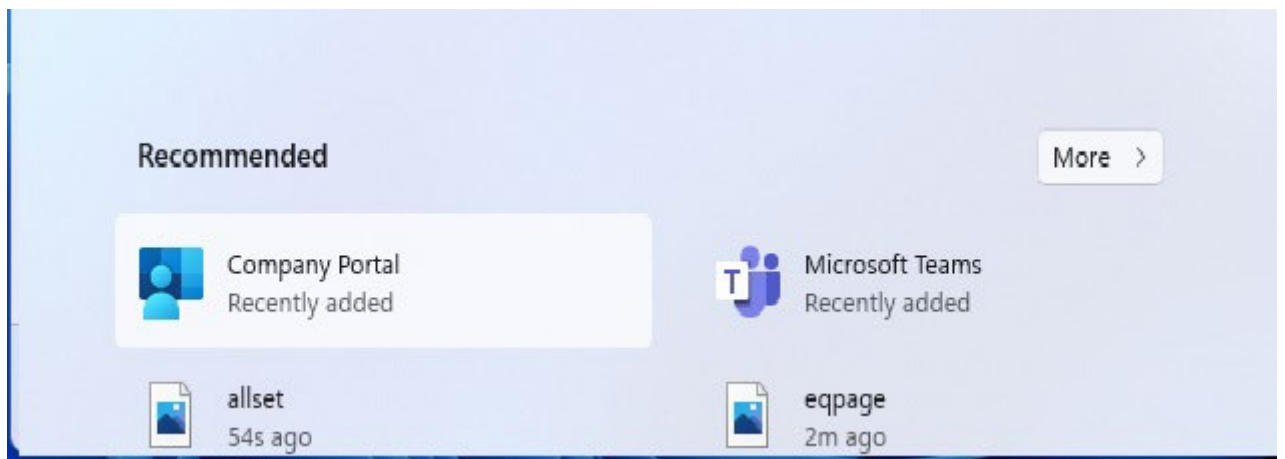 Recommended
More
Company Portal
Recently added
Microsoft Teams
Recently added
allset
54s ago
eqpage
2m ago